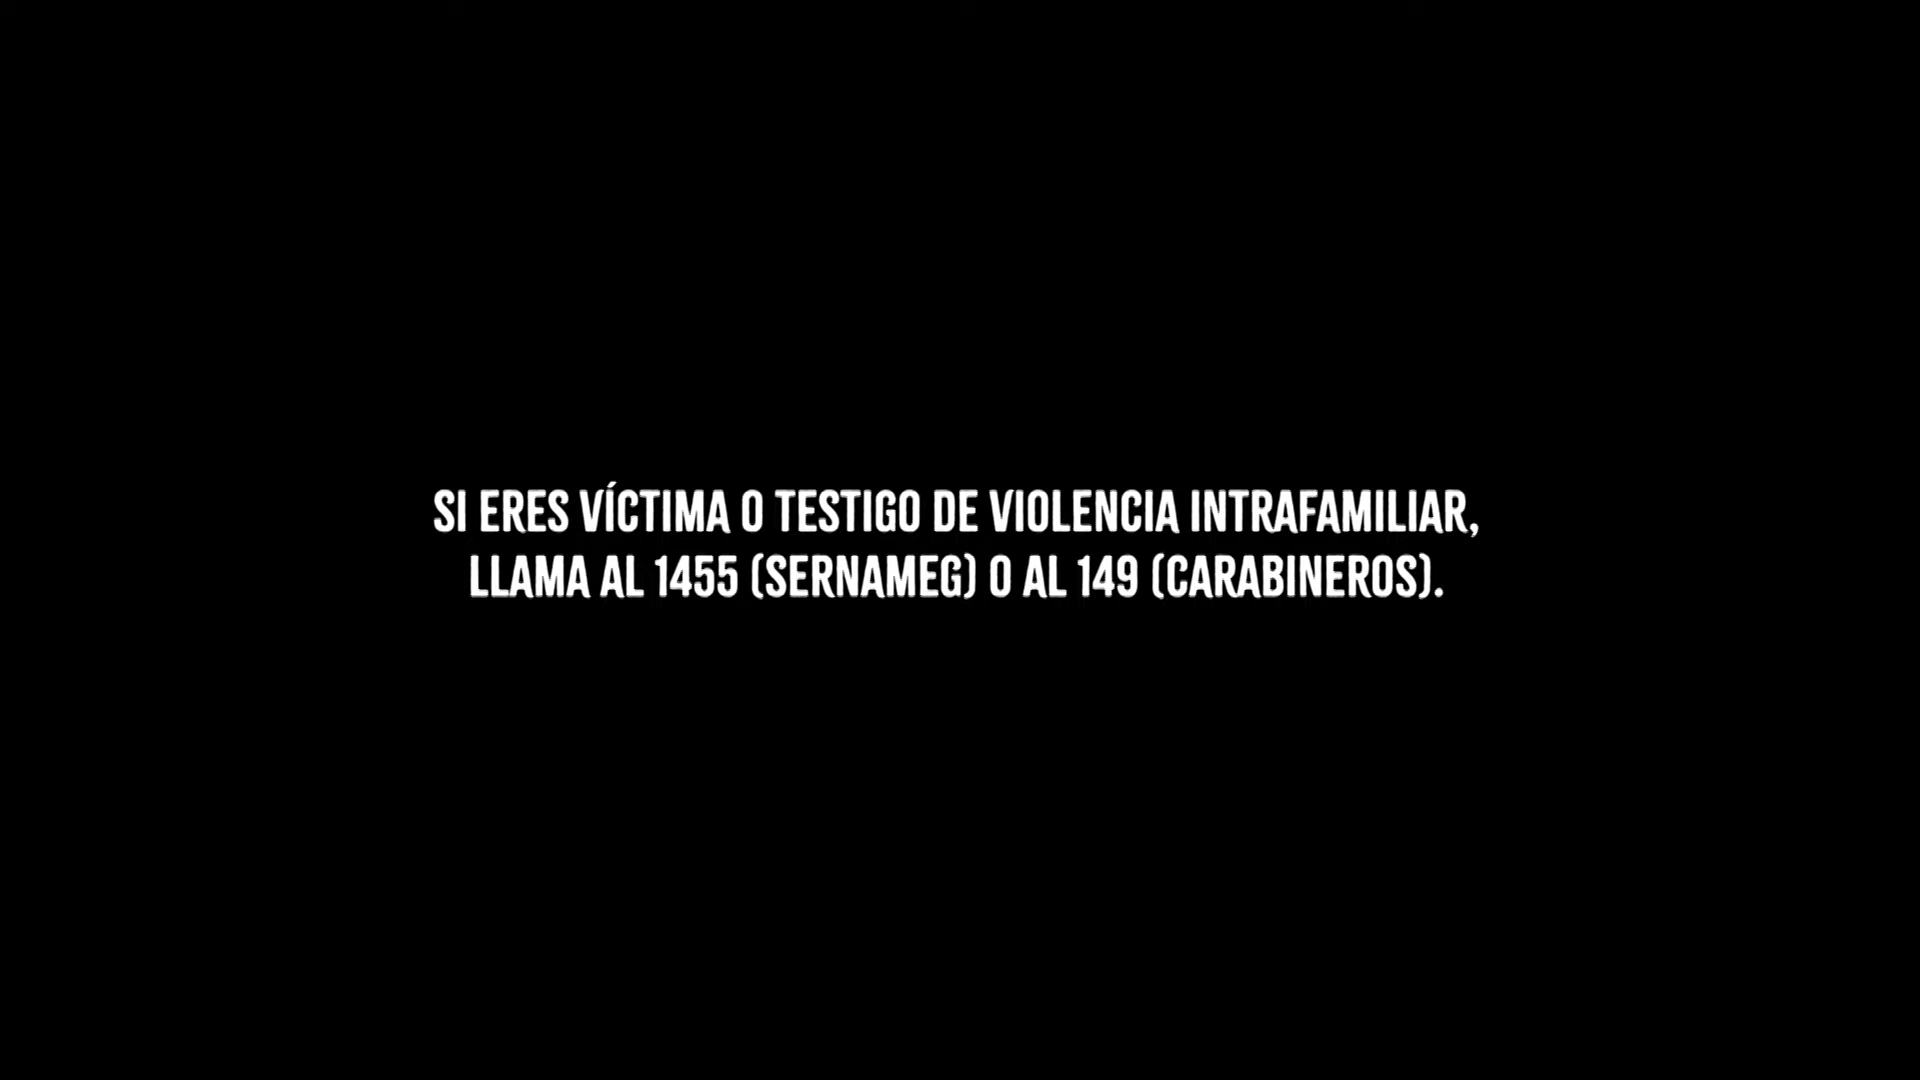 SI ERES VÍCTIMA O TESTIGO DE VIOLENCIA INTRAFAMILIAR,
LLAMA AL 1455 (SERNAMEG) O AL 149 (CARABINEROS).